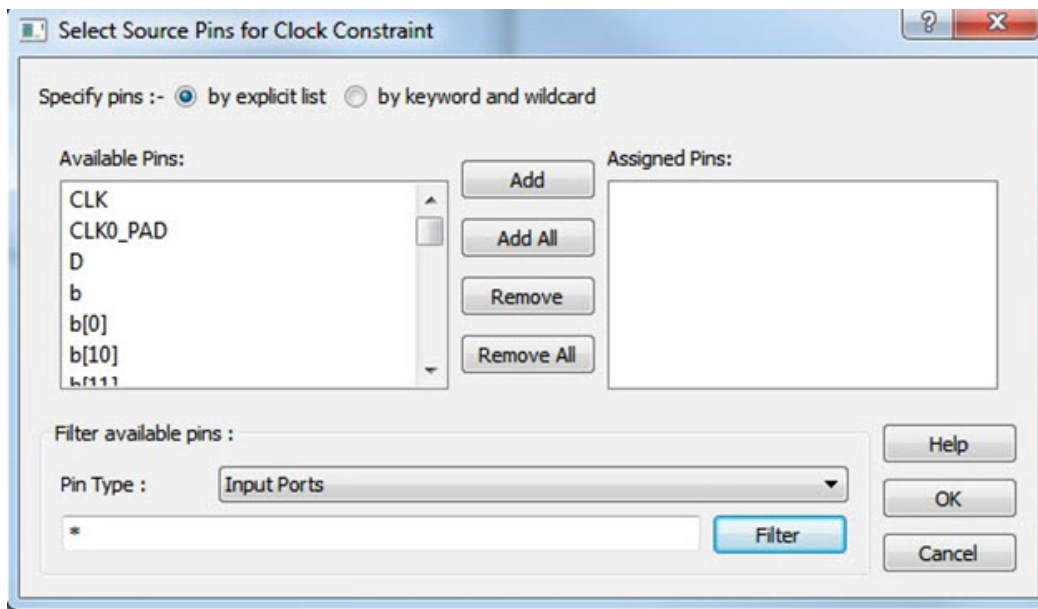 Select Source Pins for Clock Constraint
?
Specify pins :- by explicit list by keyword and wildcard
Available Pins:
CLK
CLK0_PAD
D
b
b[0]
b[10]
b[11]
Add
Add All
Remove
Remove All
Assigned Pins:
Filter available pins :
Pin Type : Input Ports
*
Filter
Help
OK
Cancel